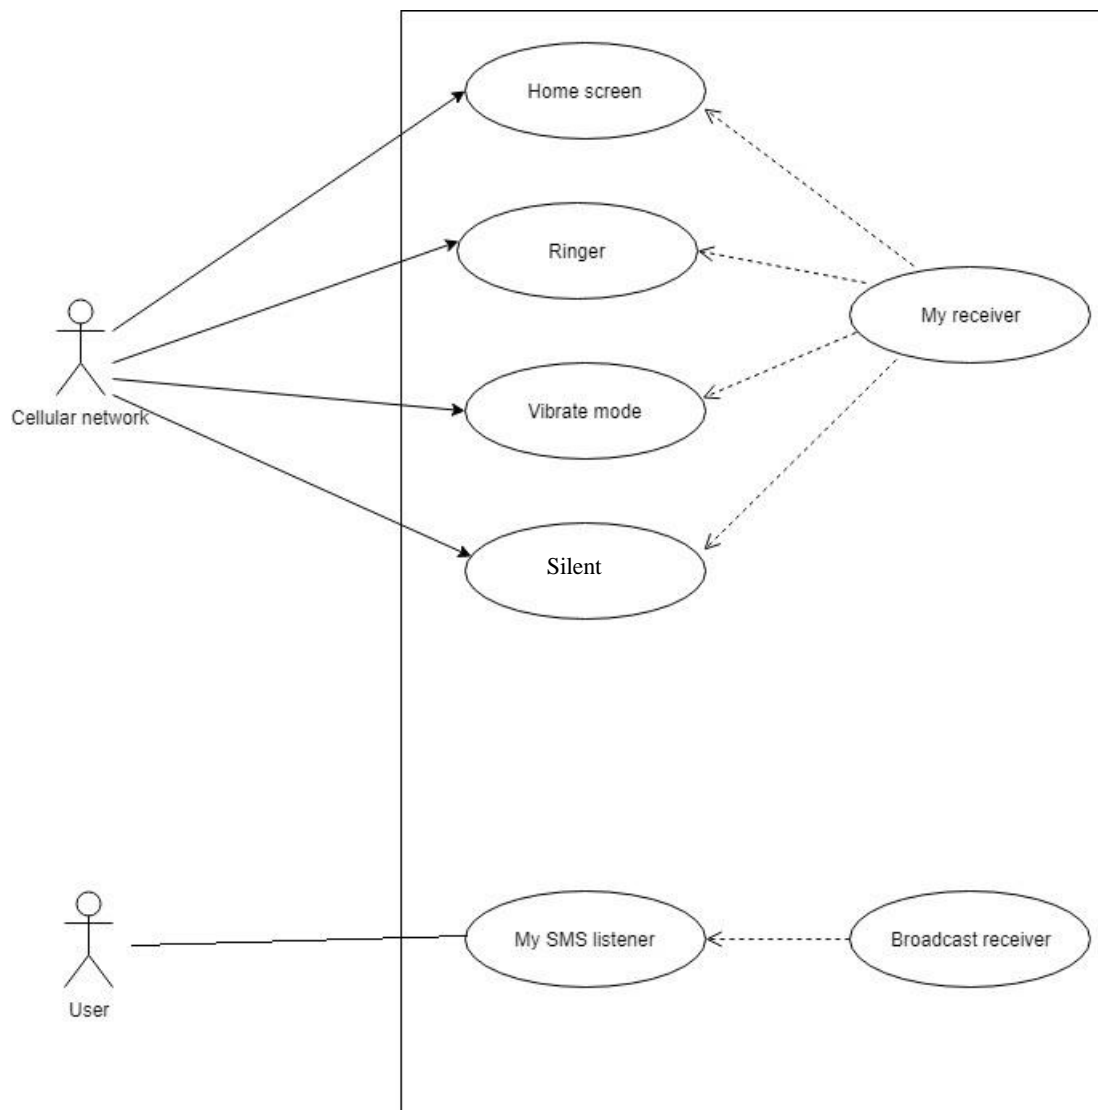 Home screen
Ringer
My receiver
Cellular network
Vibrate mode
Silent
My SMS listener
Broadcast receiver
User